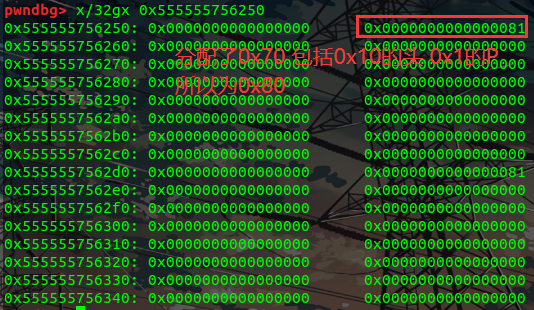 pwndbg> x/32gx 0x555555756250
0x555555756250: 0x0000000000000000 0x0000000000000081
0x555555756260: 0x0000000000000000 0x0000000000000000
分配了0x70 包括0x10的头 0x1的P
0x555555756270: 0x0000000000000000 0x0000000000000000
所以为0x80
0x555555756280: 0x0000000000000000 0x0000000000000000
0x555555756290: 0x0000000000000000 0x0000000000000000
0x5555557562a0: 0x0000000000000000 0x0000000000000000
0x5555557562b0: 0x0000000000000000 0x0000000000000000
0x5555557562c0: 0x0000000000000000 0x0000000000000000
0x5555557562d0: 0x0000000000000000 0x0000000000000081
0x5555557562e0: 0x0000000000000000 0x0000000000000000
0x5555557562f0: 0x0000000000000000 0x0000000000000000
0x555555756300: 0x0000000000000000 0x0000000000000000
0x555555756310: 0x0000000000000000 0x0000000000000000
0x555555756320: 0x0000000000000000 0x0000000000000000
0x555555756330: 0x0000000000000000 0x0000000000000000
0x555555756340: 0x0000000000000000 0x0000000000000000